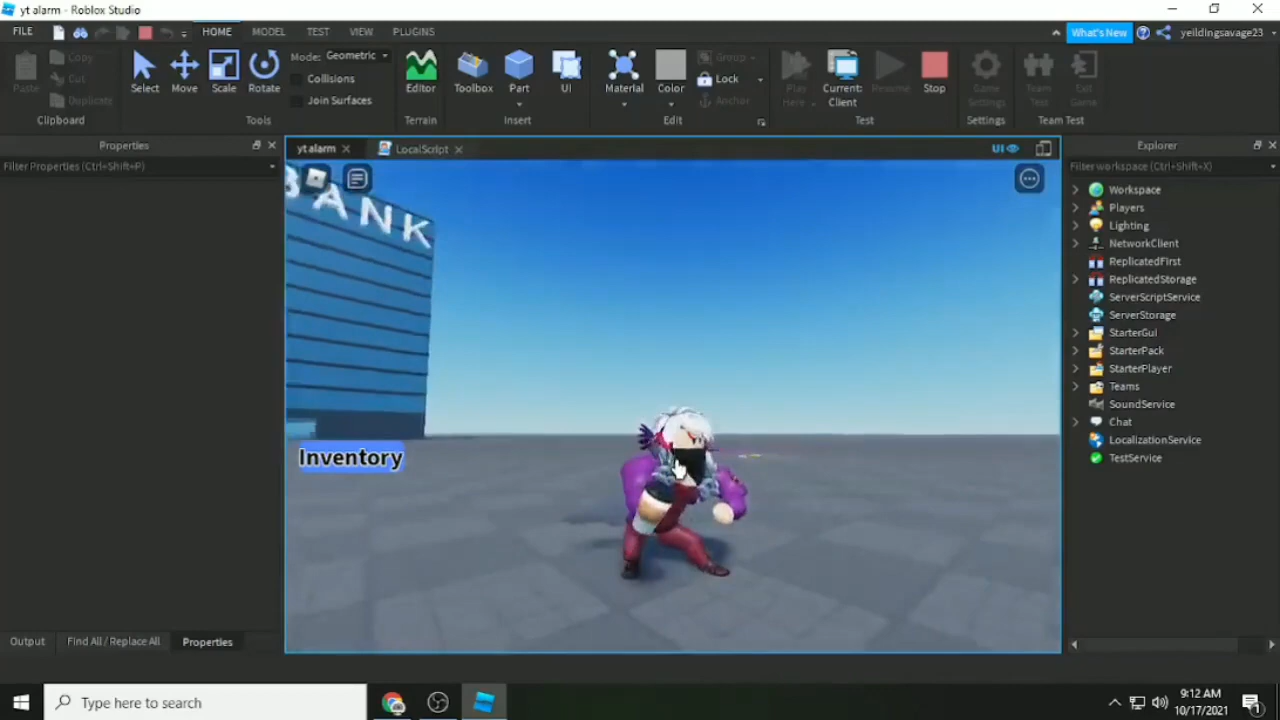 yt alarm - Roblox Studio
FILE HOME MODEL TEST VIEW PLUGINS What's New yeildingsavage23
Paste Copy Cut Duplicate Select Move Scale Rotate Mode: Geometric Collisions Join Surfaces Editor Toolbox Part UI Material Color Group Lock Anchor Play Here Current: Client Resume Stop Game Settings Team Test Exit Game
Clipboard Tools Terrain Insert Edit Test Settings Team Test
Properties
Filter Properties (Ctrl+Shift+P)
yt alarm LocalScript UI
BANK
Inventory
Explorer
Filter workspace (Ctrl+Shift+X)
Workspace
Players
Lighting
NetworkClient
ReplicatedFirst
ReplicatedStorage
ServerScriptService
ServerStorage
StarterGui
StarterPack
StarterPlayer
Teams
SoundService
Chat
LocalizationService
TestService
Output Find All / Replace All Properties
Type here to search
9:12 AM
10/17/2021
1